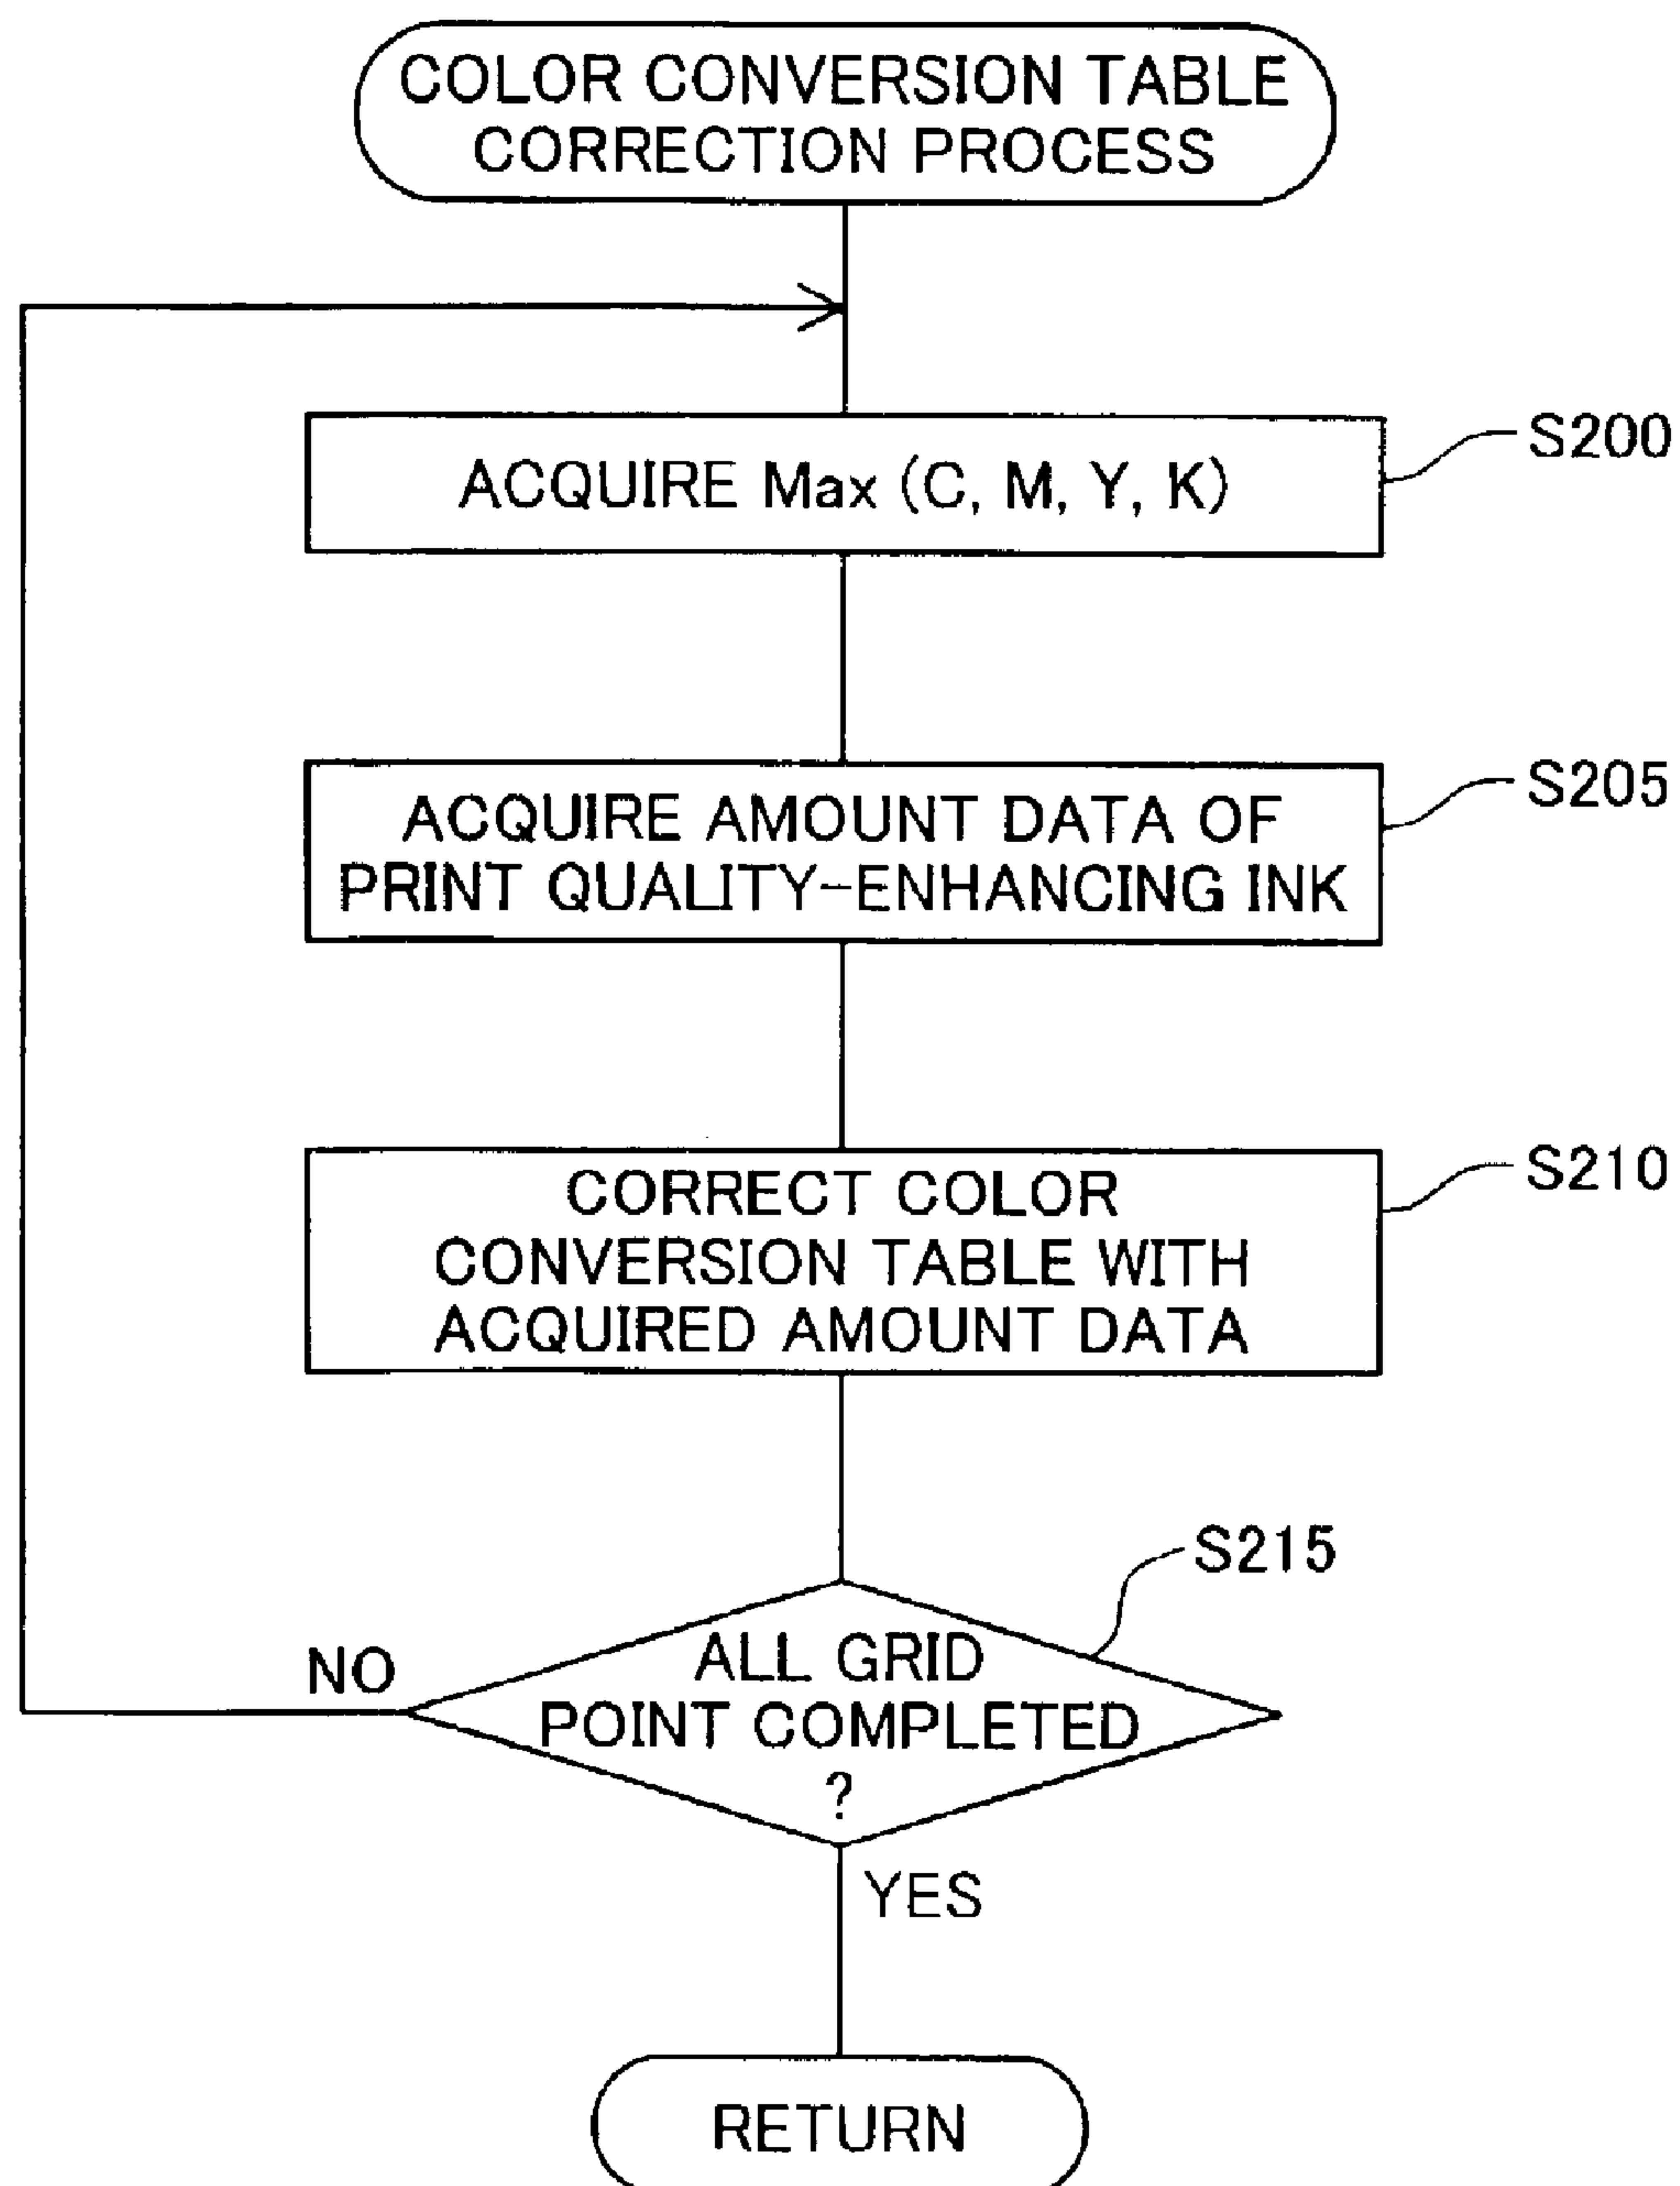 COLOR CONVERSION TABLE
CORRECTION PROCESS
ACQUIRE Max (C, M, Y, K)
S200
ACQUIRE AMOUNT DATA OF
PRINT QUALITY-ENHANCING INK
S205
CORRECT COLOR
CONVERSION TABLE WITH
ACQUIRED AMOUNT DATA
S210
S215
ALL GRID
POINT COMPLETED
?
NO
YES
RETURN